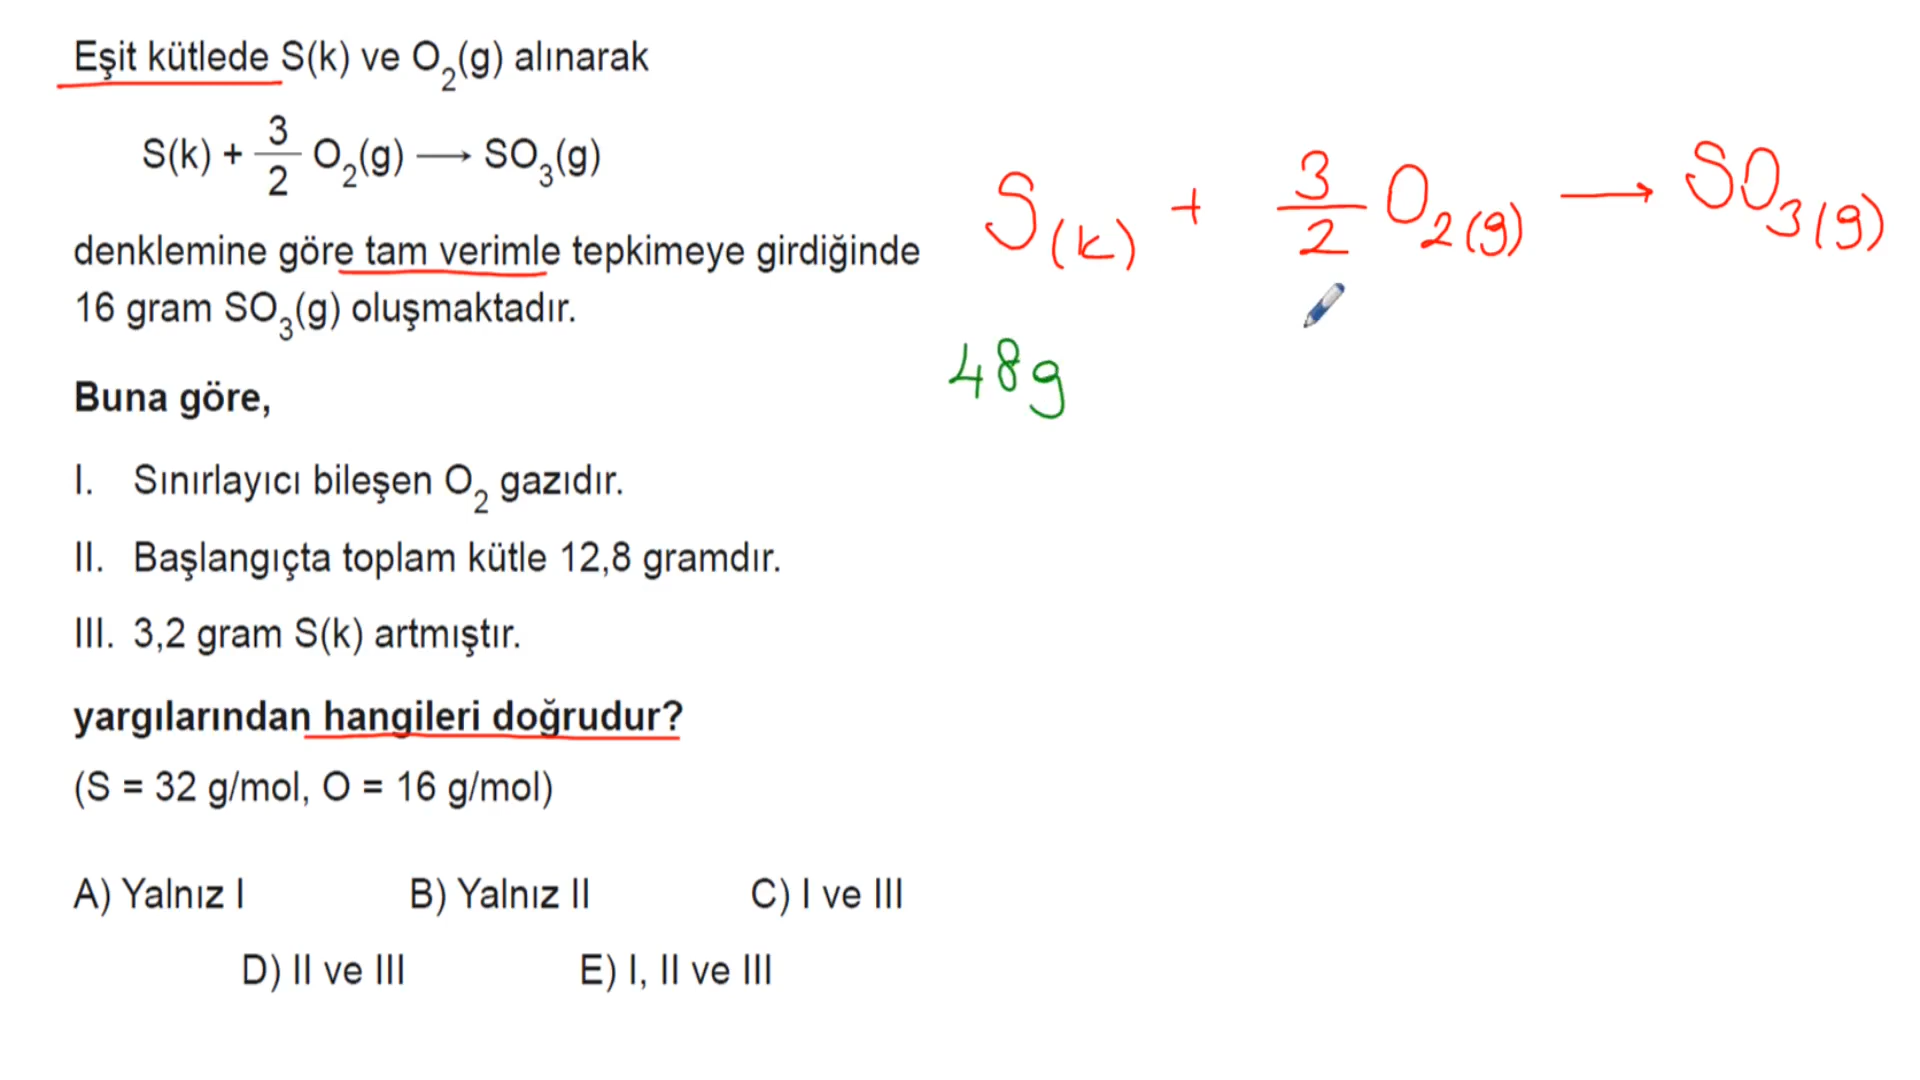 Eşit kütlede S(k) ve O₂(g) alınarak
S(k) + 3/2 O₂(g) ⟶ SO₃(g)
denklemine göre tam verimle tepkimeye girdiğinde
16 gram SO₃(g) oluşmaktadır.
Buna göre,
I. Sınırlayıcı bileşen O₂ gazıdır.
II. Başlangıçta toplam kütle 12,8 gramdır.
III. 3,2 gram S(k) artmıştır.
yargılarından hangileri doğrudur?
(S = 32 g/mol, O = 16 g/mol)
A) Yalnız I B) Yalnız II C) I ve III
D) II ve III E) I, II ve III
S(k) + 3/2 O₂(g) ⟶ SO₃(g)
48g